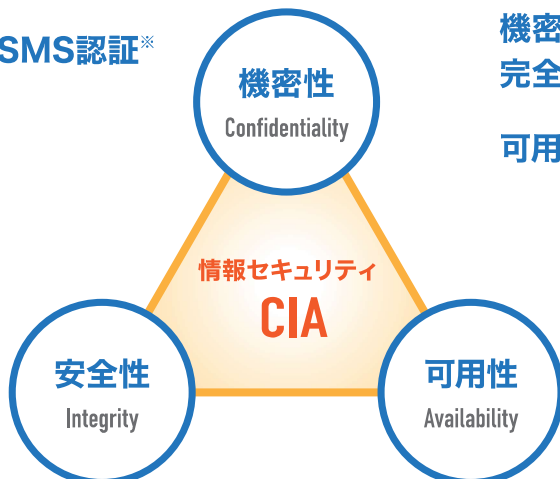 SMS認証※
機密
完全
可用
機密性
Confidentiality
情報セキュリティ
CIA
安全性
Integrity
可用性
Availability